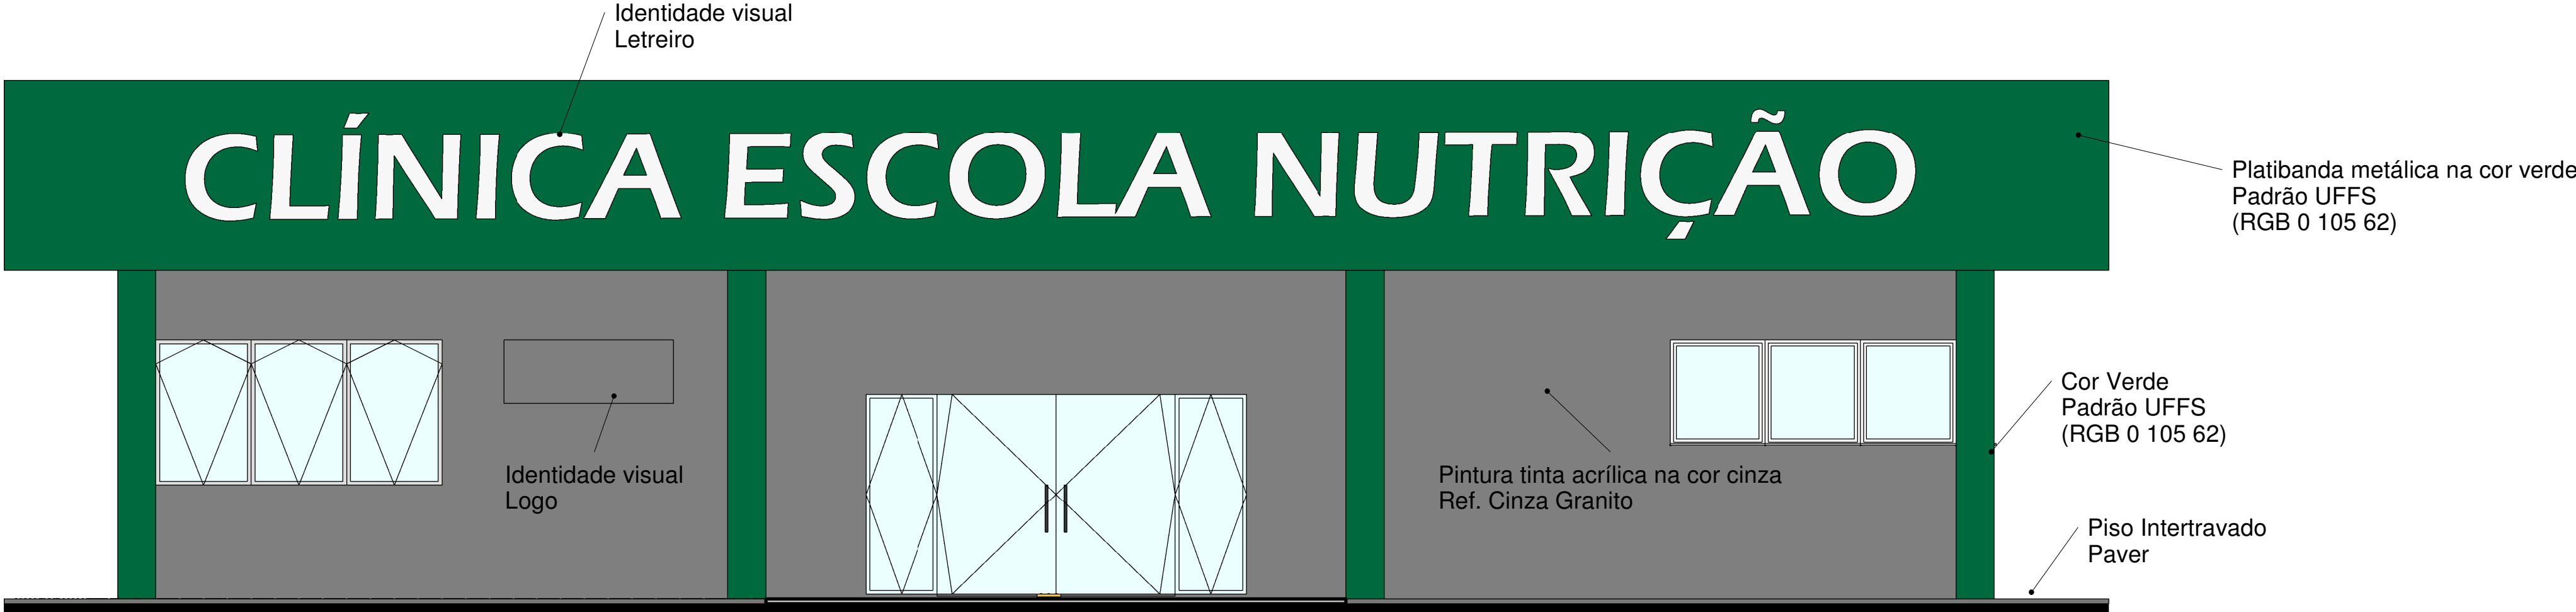 Identidade visual
Letreiro
CLÍNICA ESCOLA NUTRIÇÃO
Platibanda metálica na cor verde
Padrão UFFS
(RGB 0 105 62)
Cor Verde
Padrão UFFS
(RGB 0 105 62)
Identidade visual
Logo
Pintura tinta acrílica na cor cinza
Ref. Cinza Granito
Piso Intertravado
Paver